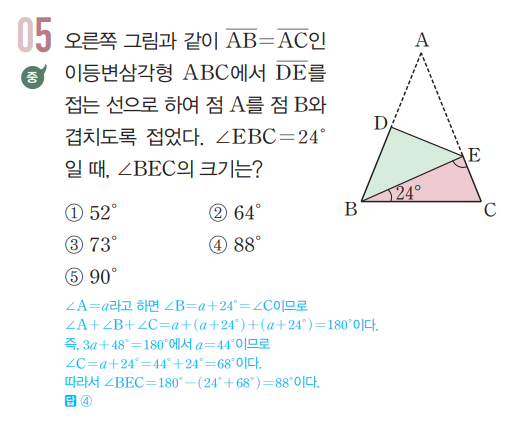 05
중
오른쪽 그림과 같이 AB=AC인
이등변삼각형 ABC에서 DE를
접는 선으로 하여 점 A를 점 B와
겹치도록 접었다. ∠EBC=24°
일 때, ∠BEC의 크기는?
① 52° ② 64°
③ 73° ④ 88°
⑤ 90°
A
D
E
24°
B
C
∠A=a라고 하면 ∠B=a+24°=∠C이므로
∠A+∠B+∠C=a+(a+24°)+(a+24°)=180°이다.
즉, 3a+48°=180°에서 a=44°이므로
∠C=a+24°=44°+24°=68°이다.
따라서 ∠BEC=180°-(24°+68°)=88°이다.
답 ④